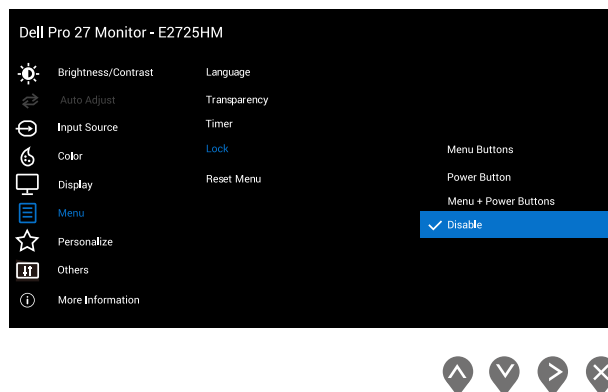 Dell Pro 27 Monitor - E2725HM
Brightness/Contrast
Auto Adjust
Input Source
Color
Display
Menu
Personalize
Others
More Information
Language
Transparency
Timer
Lock
Reset Menu
Menu Buttons
Power Button
Menu + Power Buttons
Disable